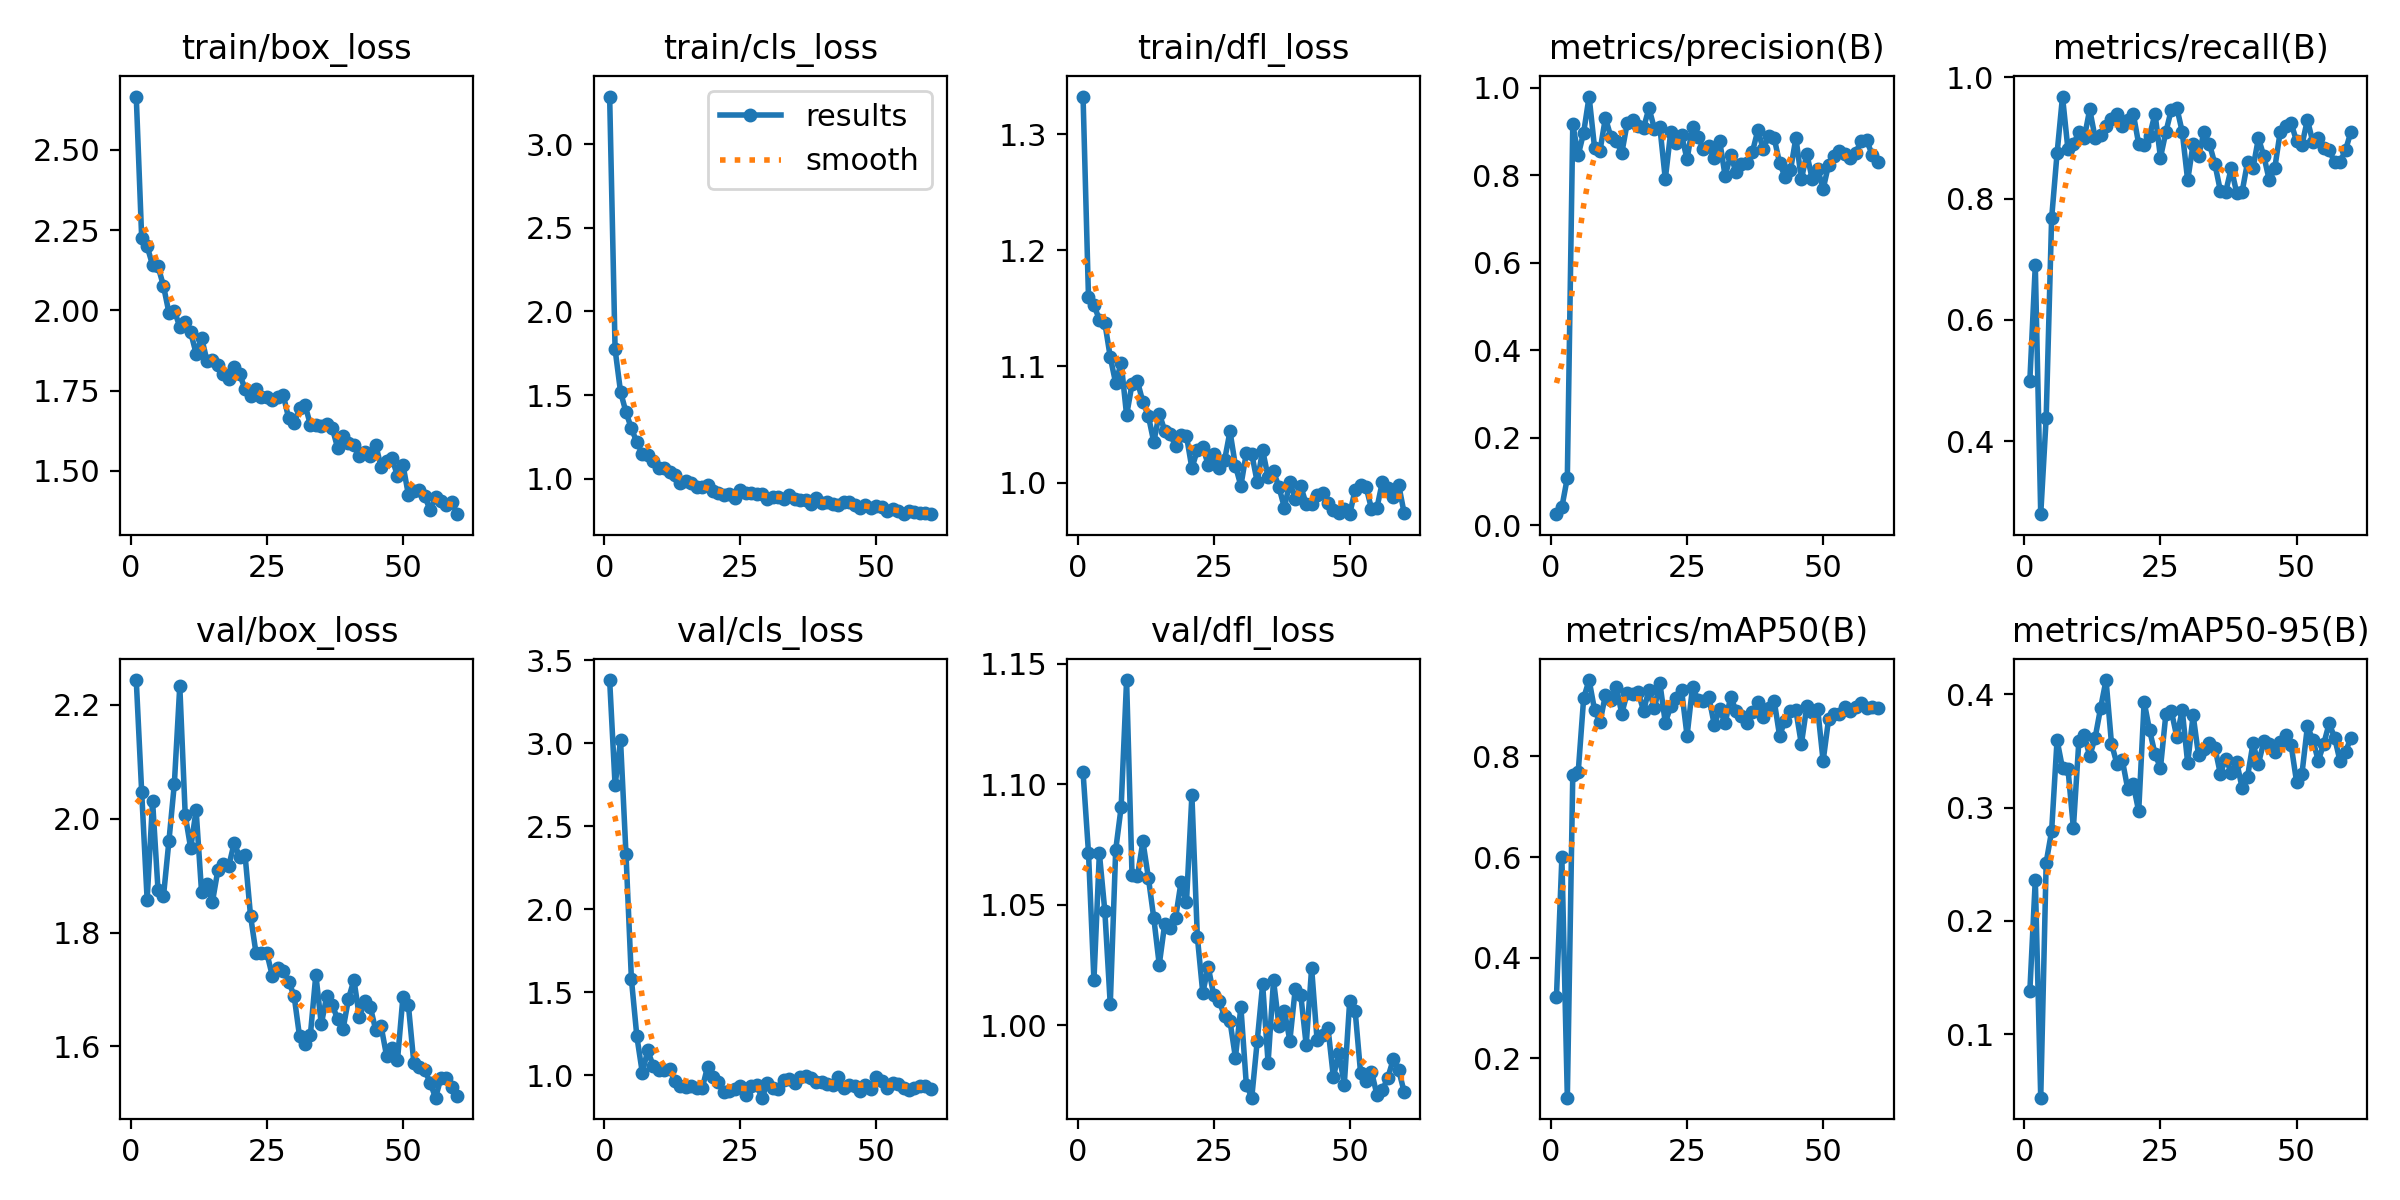 train/box_loss
2.50
2.25
2.00
1.75
1.50
0 25 50
train/cls_loss
results
smooth
3.0
2.5
2.0
1.5
1.0
0 25 50
train/dfl_loss
1.3
1.2
1.1
1.0
0 25 50
metrics/precision(B)
1.0
0.8
0.6
0.4
0.2
0.0
0 25 50
metrics/recall(B)
1.0
0.8
0.6
0.4
0 25 50
val/box_loss
2.2
2.0
1.8
1.6
0 25 50
val/cls_loss
3.5
3.0
2.5
2.0
1.5
1.0
0 25 50
val/dfl_loss
1.15
1.10
1.05
1.00
0 25 50
metrics/mAP50(B)
0.8
0.6
0.4
0.2
0 25 50
metrics/mAP50-95(B)
0.4
0.3
0.2
0.1
0 25 50